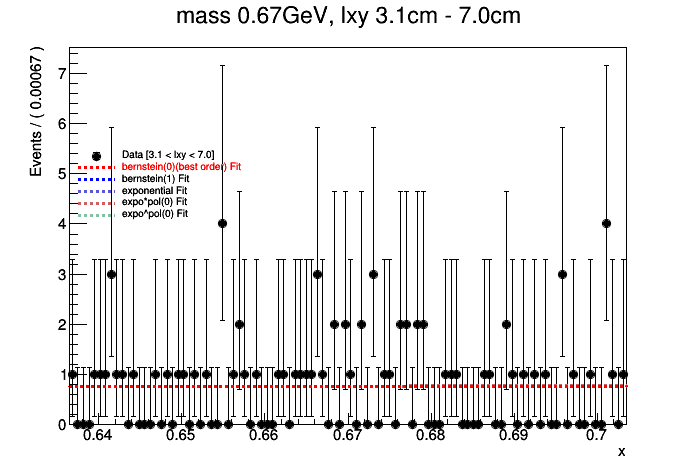 mass 0.67GeV, lxy 3.1cm - 7.0cm
Events / ( 0.00067 )
7
6
5
4
3
2
1
0
Data [3.1 < lxy < 7.0]
bernstein(0)(best order) Fit
bernstein(1) Fit
exponential Fit
expo*pol(0) Fit
expo^pol(0) Fit
0.64 0.65 0.66 0.67 0.68 0.69 0.7
x